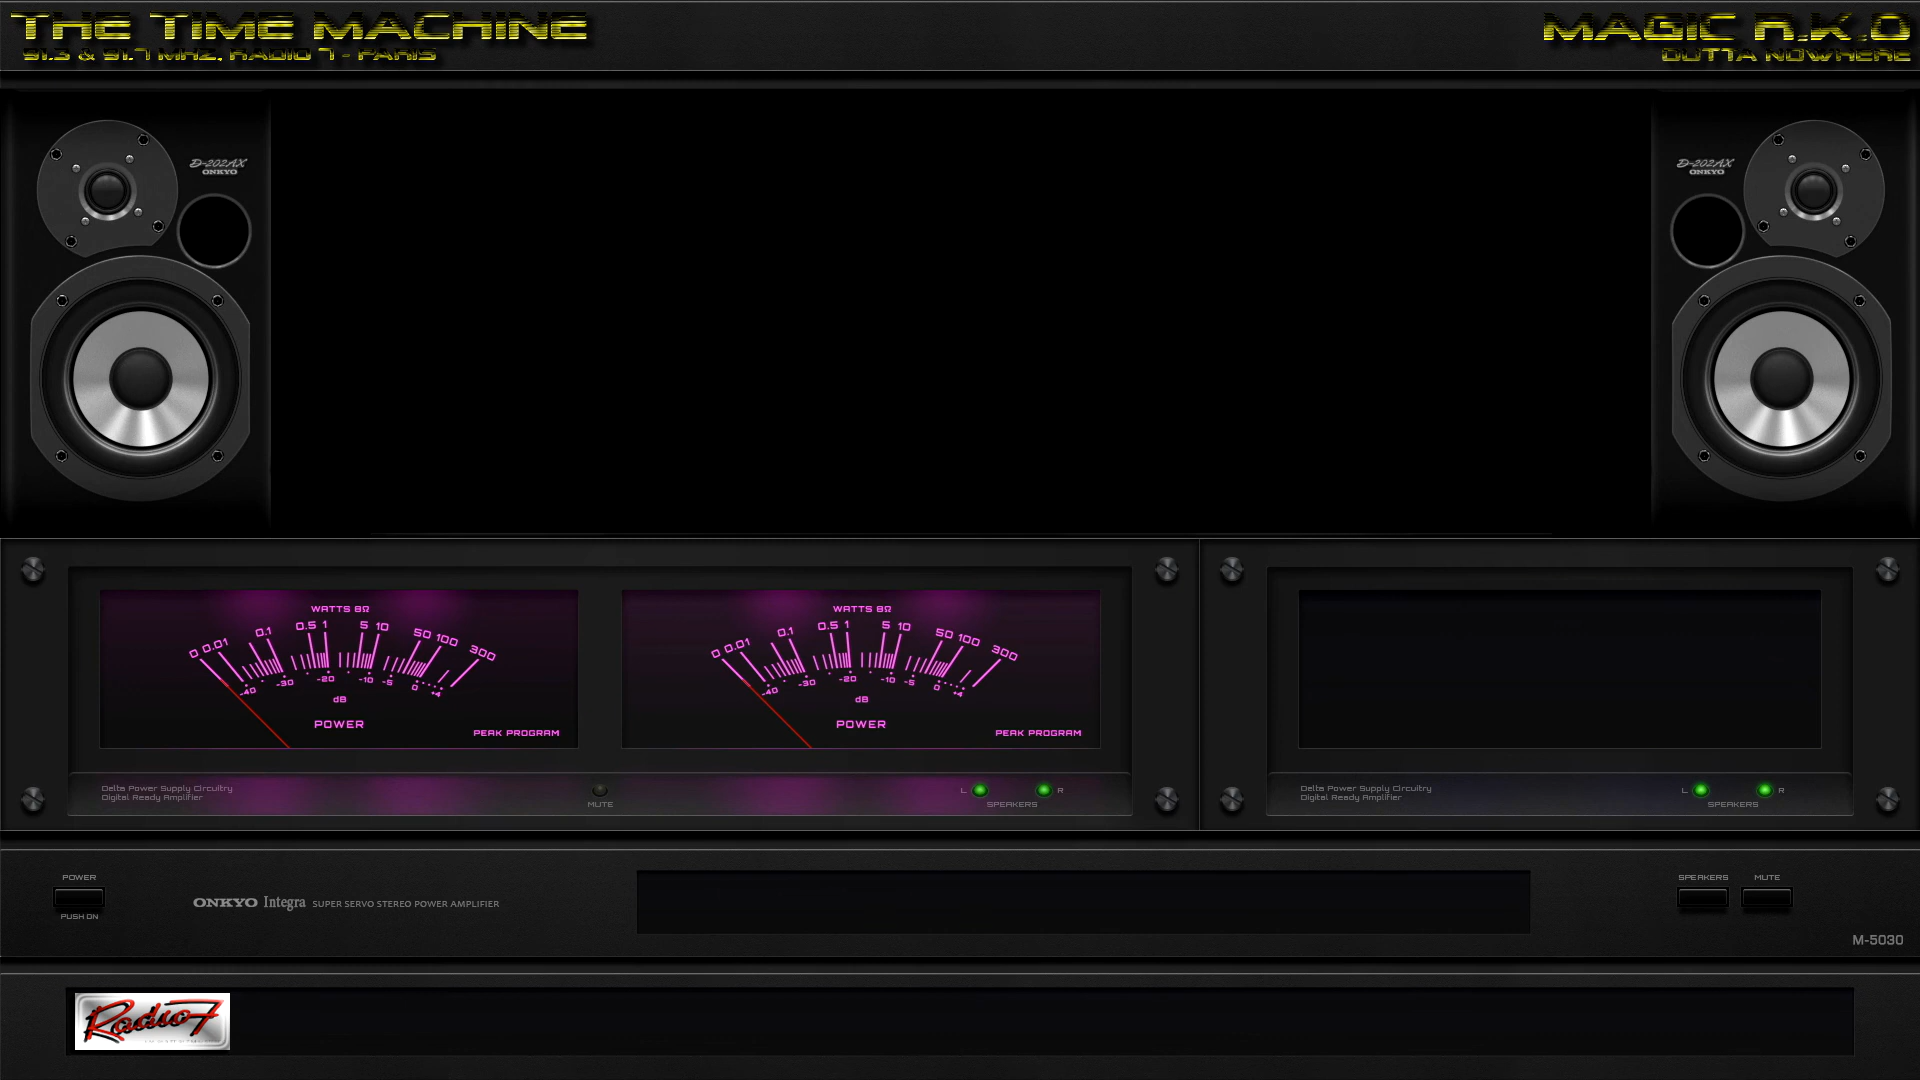 THE TIME MACHINE
91.3 & 91.7 MHZ, RADIO 7 - PARIS
MAGIC R.K.O
OUTTA NOWHERE
D-202AX
ONKYO
D-202AX
ONKYO
WATTS 8Ω
0 0.01 0.1 0.5 1 5 10 50 100 300
-40 -30 -20 -10 -5 0 +4
dB
POWER
PEAK PROGRAM
WATTS 8Ω
0 0.01 0.1 0.5 1 5 10 50 100 300
-40 -30 -20 -10 -5 0 +4
dB
POWER
PEAK PROGRAM
Delta Power Supply Circuitry
Digital Ready Amplifier
MUTE
L R
SPEAKERS
Delta Power Supply Circuitry
Digital Ready Amplifier
L R
SPEAKERS
POWER
PUSH ON
ONKYO Integra SUPER SERVO STEREO POWER AMPLIFIER
SPEAKERS MUTE
M-5030
Radio 7